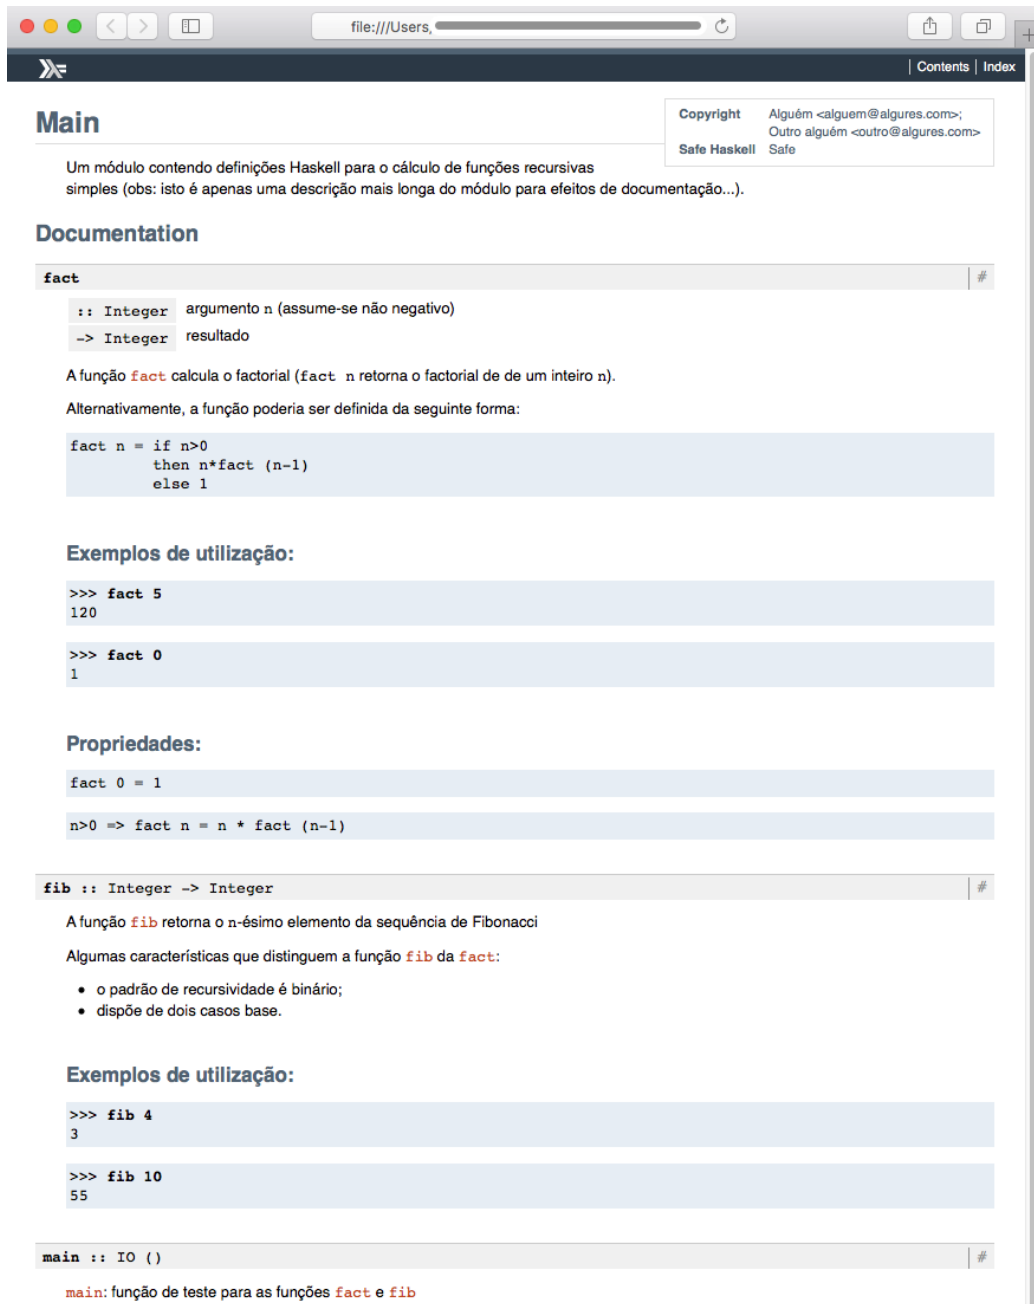 file:///Users,
Contents | Index
Main
Copyright Alguém <alguem@algures.com>;
Outro alguém <outro@algures.com>
Safe Haskell Safe
Um módulo contendo definições Haskell para o cálculo de funções recursivas
simples (obs: isto é apenas uma descrição mais longa do módulo para efeitos de documentação...).
Documentation
fact #
:: Integer argumento n (assume-se não negativo)
-> Integer resultado
A função fact calcula o factorial (fact n retorna o factorial de de um inteiro n).
Alternativamente, a função poderia ser definida da seguinte forma:
fact n = if n>0
then n*fact (n-1)
else 1
Exemplos de utilização:
>>> fact 5
120
>>> fact 0
1
Propriedades:
fact 0 = 1
n>0 => fact n = n * fact (n-1)
fib :: Integer -> Integer #
A função fib retorna o n-ésimo elemento da sequência de Fibonacci
Algumas características que distinguem a função fib da fact:
• o padrão de recursividade é binário;
• dispõe de dois casos base.
Exemplos de utilização:
>>> fib 4
3
>>> fib 10
55
main :: IO () #
main: função de teste para as funções fact e fib